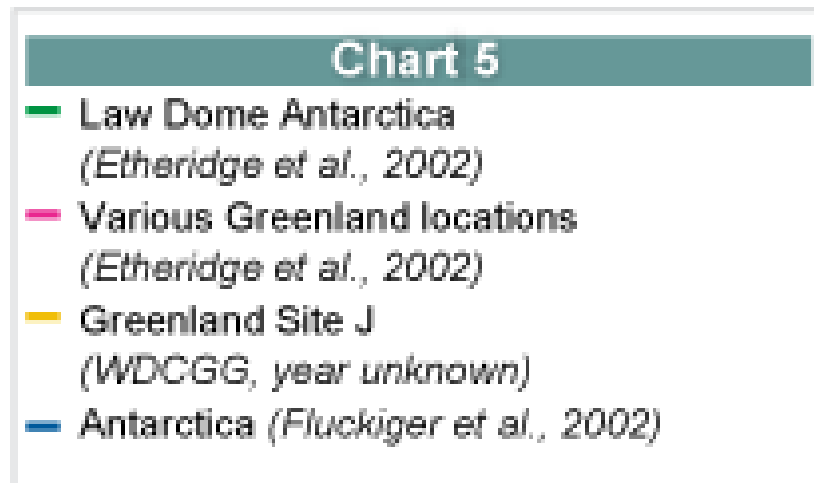 Chart 5
Law Dome Antarctica
(Etheridge et al., 2002)
Various Greenland locations
(Etheridge et al., 2002)
Greenland Site J
(WDCGG, year unknown)
Antarctica (Fluckiger et al., 2002)